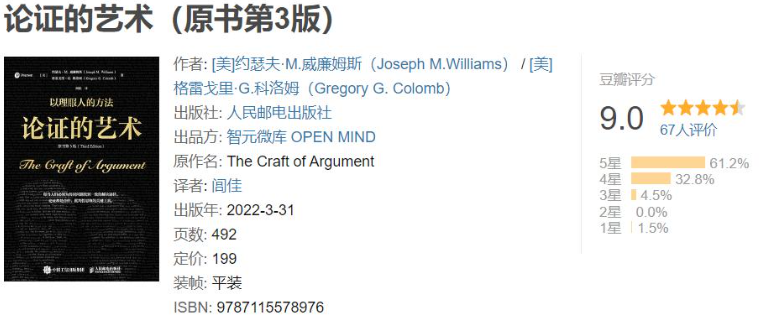 论证的艺术（原书第3版）
作者: [美]约瑟夫·M.威廉姆斯（Joseph M.Williams） / [美]
格雷戈里·G.科洛姆（Gregory G. Colomb）
出版社: 人民邮电出版社
出品方: 智元微库 OPEN MIND
原作名: The Craft of Argument
译者: 闾佳
出版年: 2022-3-31
页数: 492
定价: 199
装帧: 平装
ISBN: 9787115578976
豆瓣评分
9.0
67人评价
5星 61.2%
4星 32.8%
3星 4.5%
2星 0.0%
1星 1.5%
以理服人的方法
论证的艺术
The Craft of Argument